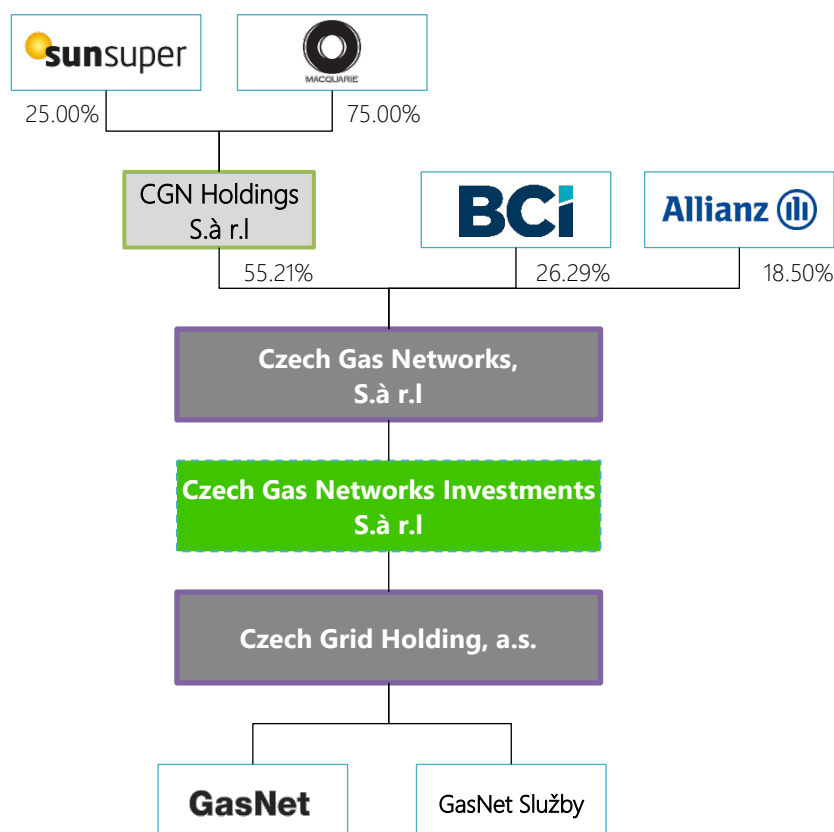 sunsuper
MACQUARIE
25.00%
75.00%
CGN Holdings
S.à r.l
BCi
Allianz
55.21%
26.29%
18.50%
Czech Gas Networks,
S.à r.l
Czech Gas Networks Investments
S.à r.l
Czech Grid Holding, a.s.
GasNet
GasNet Služby